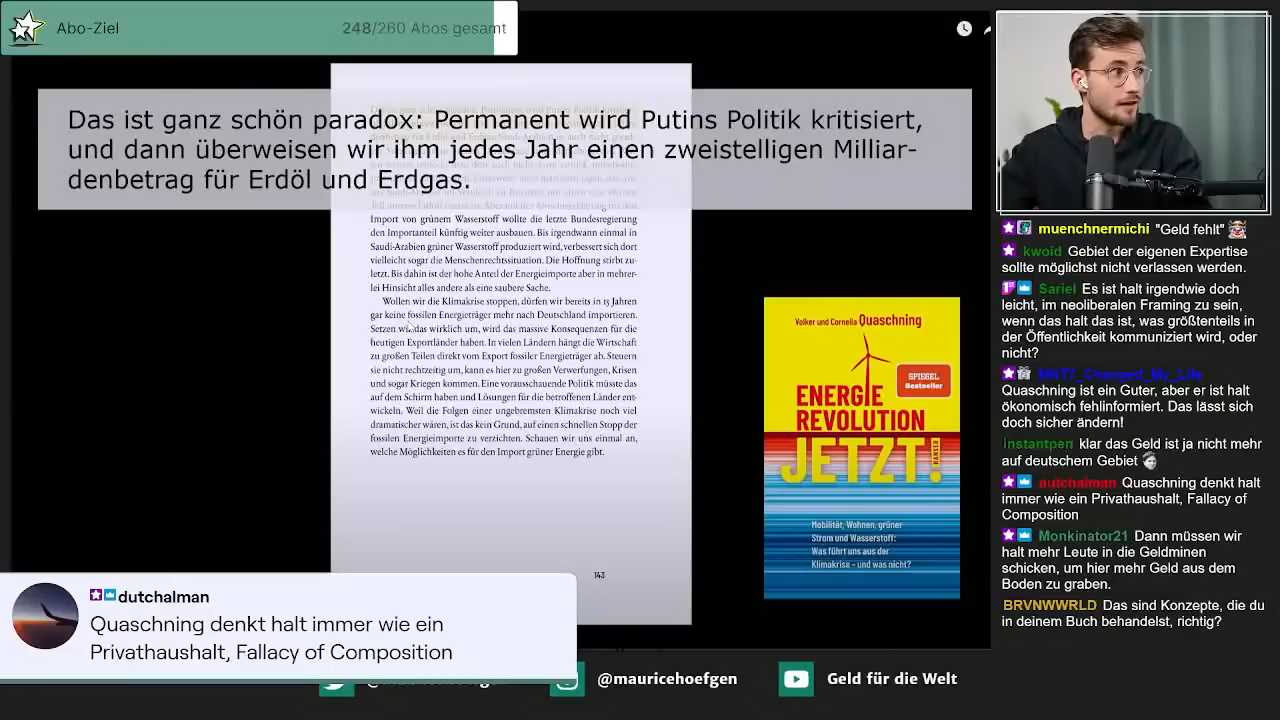 Abo-Ziel
248/260 Abos gesamt
Das ist ganz schön paradox: Permanent wird Putins Politik kritisiert,
und dann überweisen wir ihm jedes Jahr einen zweistelligen Milliar-
denbetrag für Erdöl und Erdgas.
Import von grünem Wasserstoff wollte die letzte Bundesregierung
den Importanteil künftig weiter ausbauen. Bis irgendwann einmal in
Saudi-Arabien grüner Wasserstoff produziert wird, verbessert sich dort
vielleicht sogar die Menschenrechtssituation. Die Hoffnung stirbt zu-
letzt. Bis dahin ist der hohe Anteil der Energieimporte aber in mehrer-
lei Hinsicht alles andere als eine saubere Sache.
Wollen wir die Klimakrise stoppen, dürfen wir bereits in 15 Jahren
gar keine fossilen Energieträger mehr nach Deutschland importieren.
Setzen wir das wirklich um, wird das massive Konsequenzen für die
heutigen Exportländer haben. In vielen Ländern hängt die Wirtschaft
zu großen Teilen direkt vom Export fossiler Energieträger ab. Steuern
sie nicht rechtzeitig um, kann es hier zu großen Verwerfungen, Krisen
und sogar Kriegen kommen. Eine vorausschauende Politik müsste das
auf dem Schirm haben und Lösungen für die betroffenen Länder ent-
wickeln. Weil die Folgen einer ungebremsten Klimakrise noch viel
dramatischer wären, ist das kein Grund, auf einen schnellen Stopp der
fossilen Energieimporte zu verzichten. Schauen wir uns einmal an,
welche Möglichkeiten es für den Import grüner Energie gibt.
143
Volker und Cornelia Quaschning
SPIEGEL
Bestseller
ENERGIE
REVOLUTION
JETZT!
HANSER
Mobilität, Wohnen, grüner
Strom und Wasserstoff:
Was führt uns aus der
Klimakrise – und was nicht?
dutchalman
Quaschning denkt halt immer wie ein
Privathaushalt, Fallacy of Composition
@mauricehoefgen
Geld für die Welt
muenchnermichi "Geld fehlt"
kwoid Gebiet der eigenen Expertise
sollte möglichst nicht verlassen werden.
Sariel Es ist halt irgendwie doch
leicht, im neoliberalen Framing zu sein,
wenn das halt das ist, was größtenteils in
der Öffentlichkeit kommuniziert wird, oder
nicht?
MNT7_Changed_My_Life
Quaschning ist ein Guter, aber er ist halt
ökonomisch fehlinformiert. Das lässt sich
doch sicher ändern!
instantpen klar das Geld ist ja nicht mehr
auf deutschem Gebiet
dutchalman Quaschning denkt halt
immer wie ein Privathaushalt, Fallacy of
Composition
Monkinator21 Dann müssen wir
halt mehr Leute in die Geldminen
schicken, um hier mehr Geld aus dem
Boden zu graben.
BRVNWWRLD Das sind Konzepte, die du
in deinem Buch behandelst, richtig?